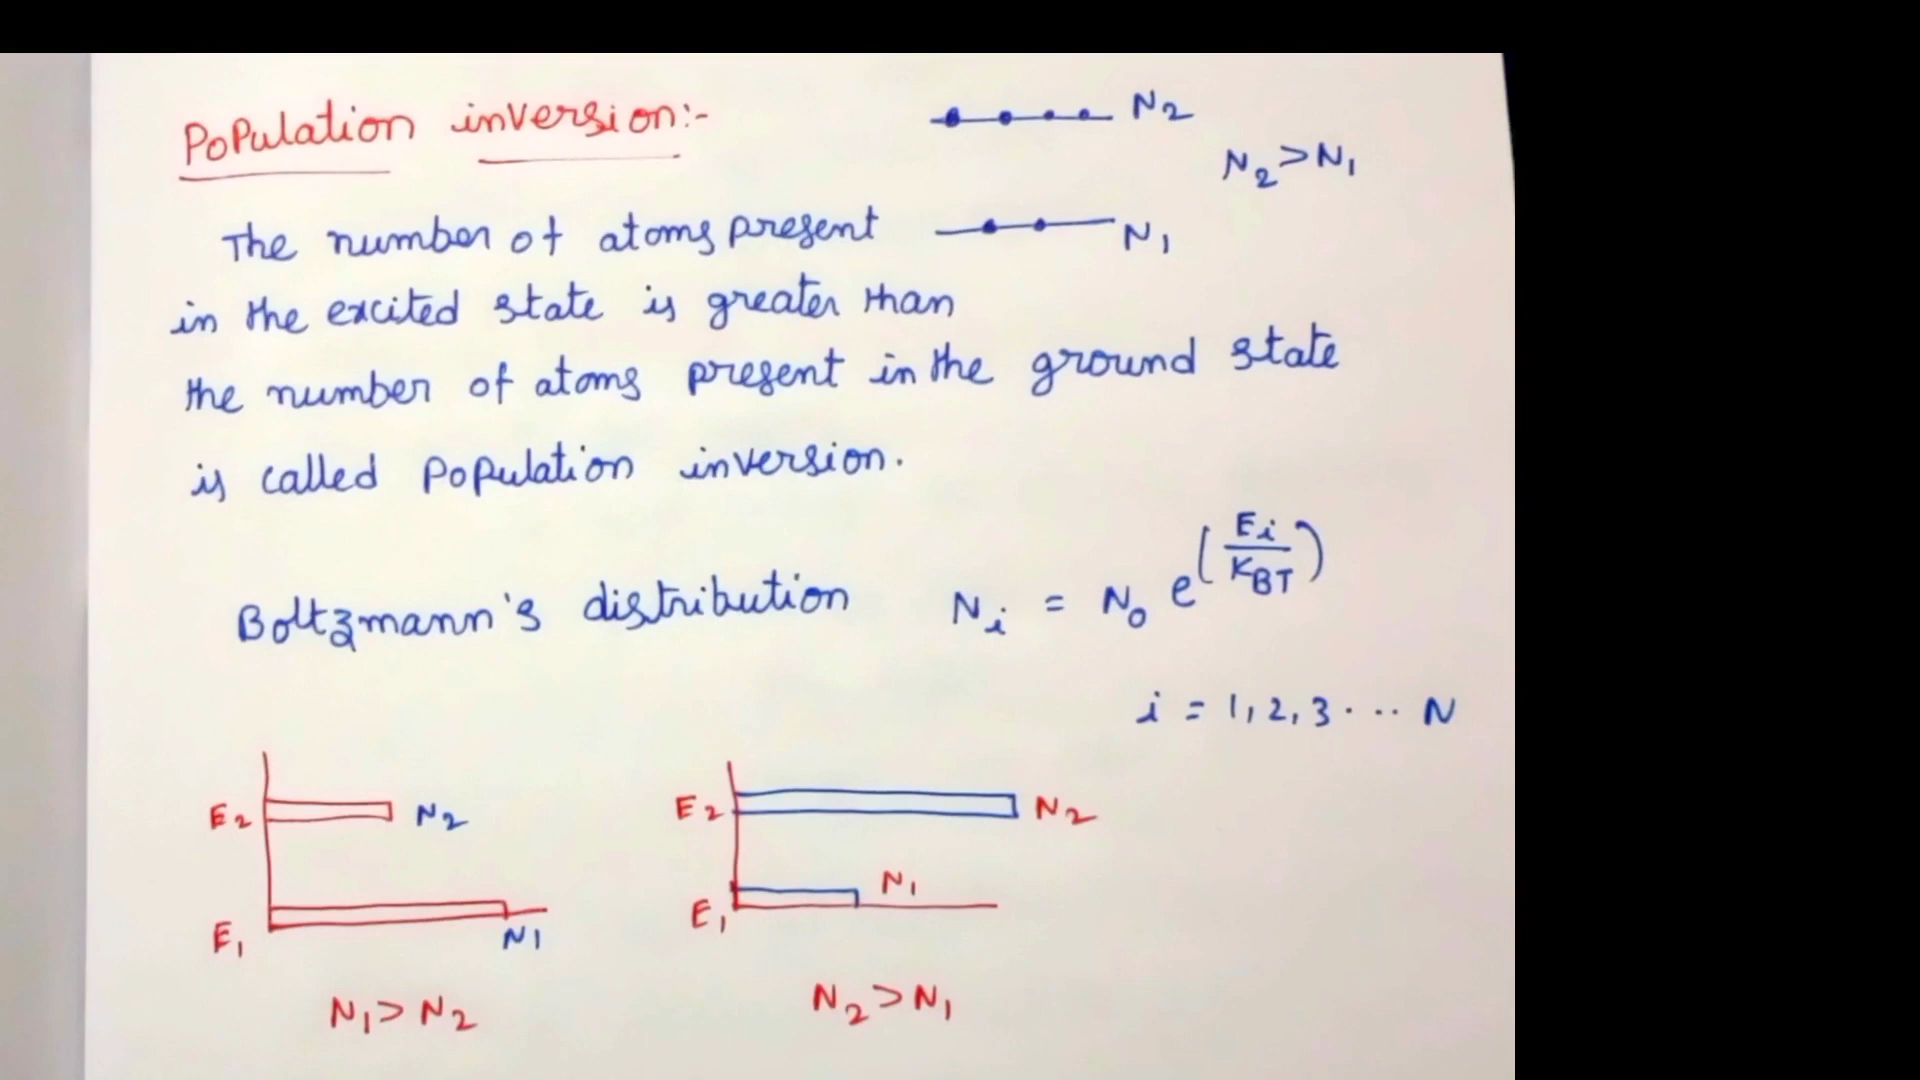 Population inversion:-
N₂
N₂ > N₁
The number of atoms present
N₁
in the excited state is greater than
the number of atoms present in the ground state
is called population inversion.
Boltzmann's distribution Nᵢ = N₀ e^(Eᵢ/K_BT)
i = 1, 2, 3 · ·· N
E₂ N₂
E₁ N1
N₁ > N₂
E₂ N₂
E₁ N₁
N₂ > N₁